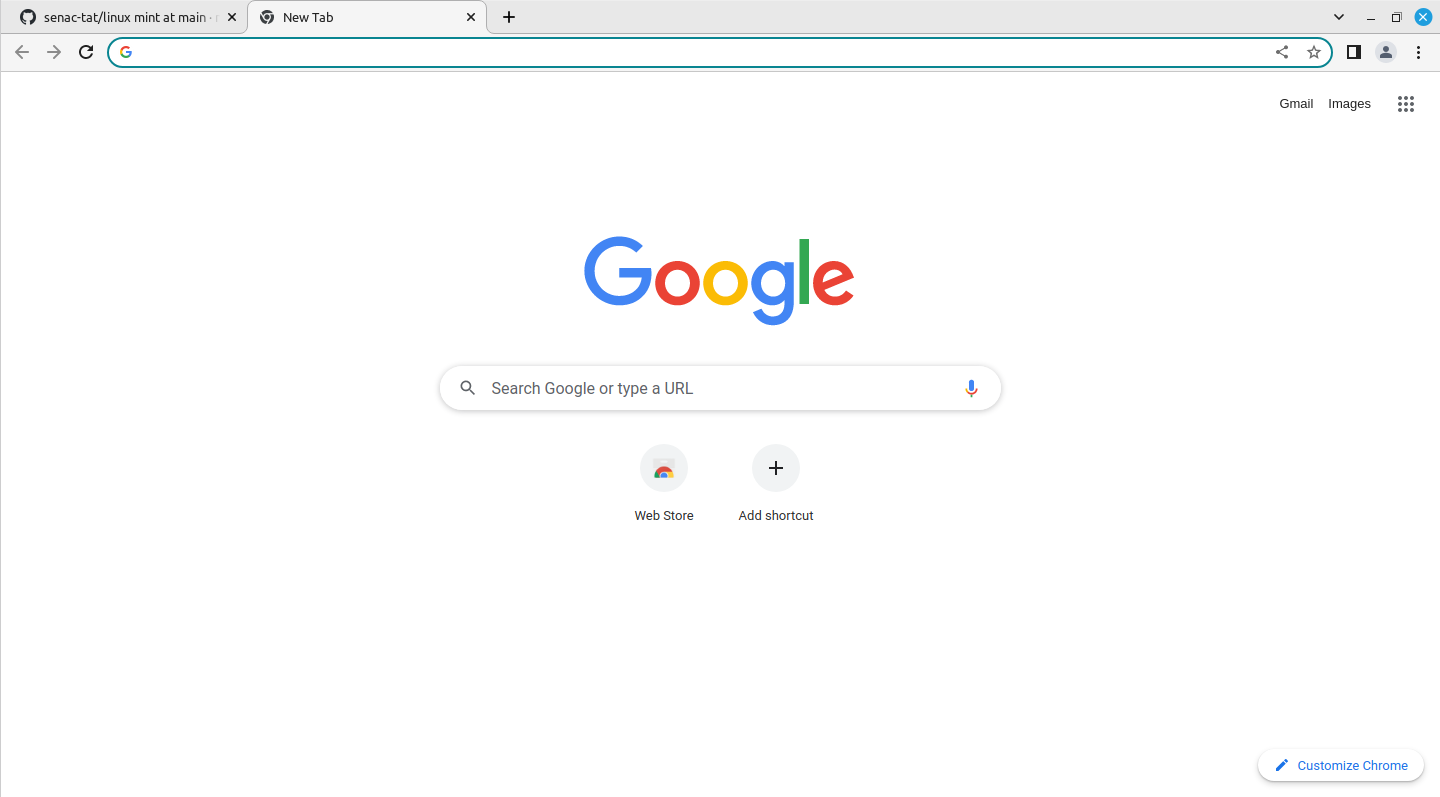 senac-tat/linux mint at main ·
New Tab
Gmail Images
Google
Search Google or type a URL
Web Store Add shortcut
Customize Chrome